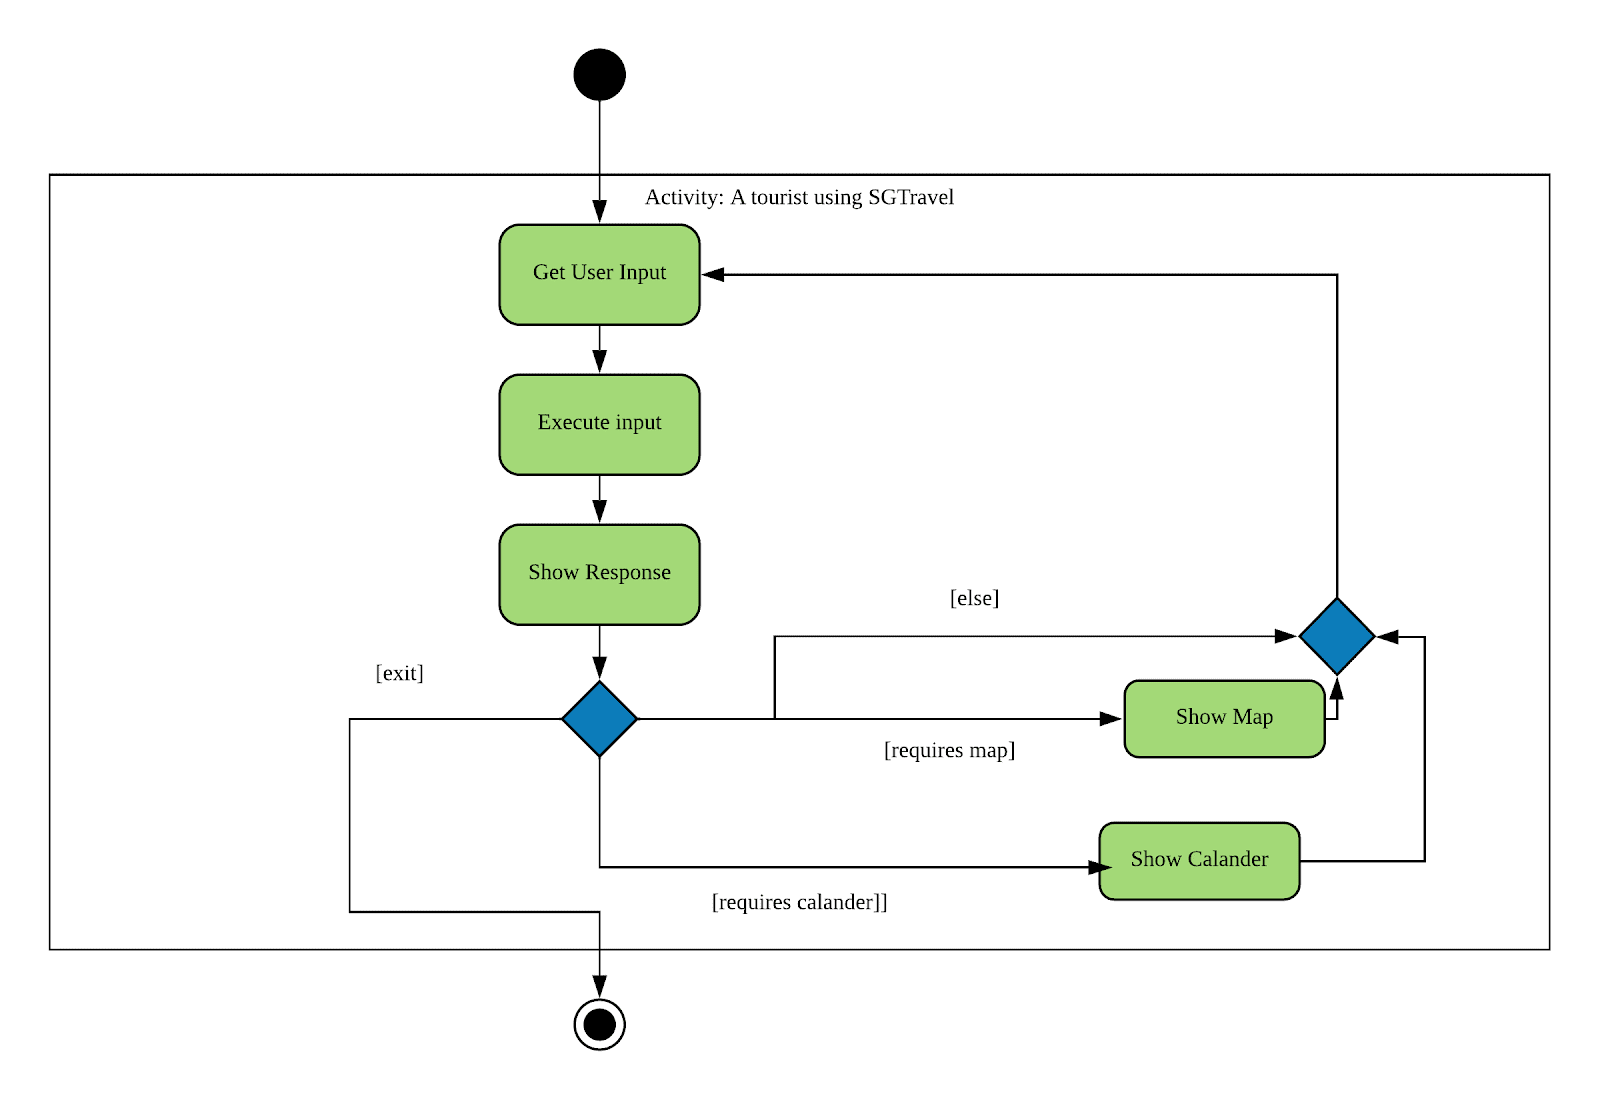 Activity: A tourist using SGTravel
Get User Input
Execute input
Show Response
[else]
[exit]
Show Map
[requires map]
Show Calander
[requires calander]]